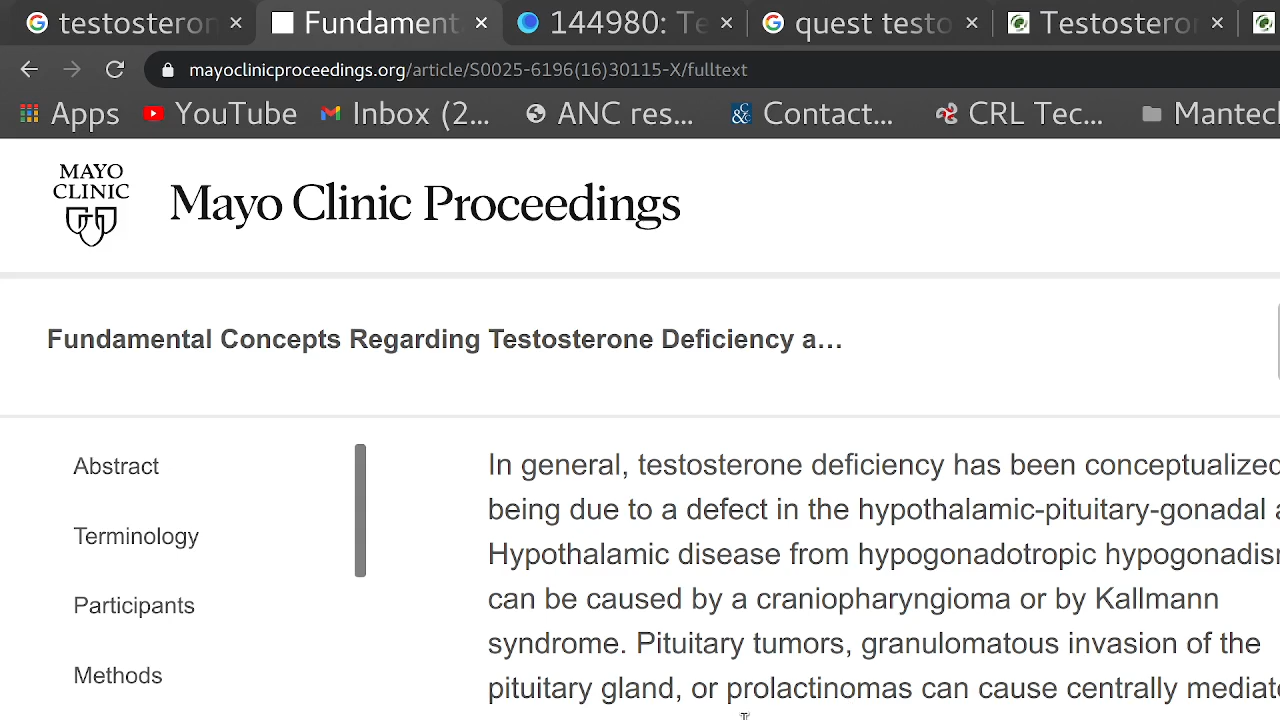 testosteron
Fundament
144980: Te
quest testo
Testosteron
mayoclinicproceedings.org/article/S0025-6196(16)30115-X/fulltext
Apps
YouTube
Inbox (2...
ANC res...
Contact...
CRL Tec...
Mantech
MAYO
CLINIC
Mayo Clinic Proceedings
Fundamental Concepts Regarding Testosterone Deficiency a...
Abstract
Terminology
Participants
Methods
In general, testosterone deficiency has been conceptualized
being due to a defect in the hypothalamic-pituitary-gonadal a
Hypothalamic disease from hypogonadotropic hypogonadism
can be caused by a craniopharyngioma or by Kallmann
syndrome. Pituitary tumors, granulomatous invasion of the
pituitary gland, or prolactinomas can cause centrally mediate